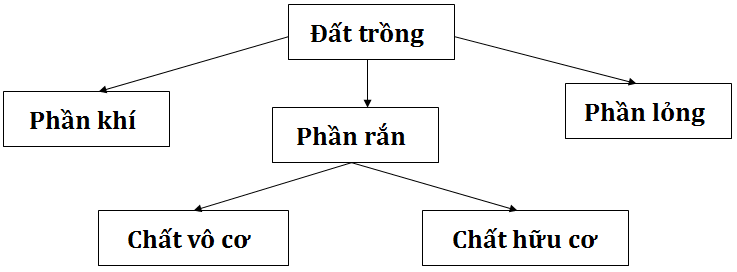 Đất trồng
Phần khí
Phần rắn
Phần lỏng
Chất vô cơ
Chất hữu cơ